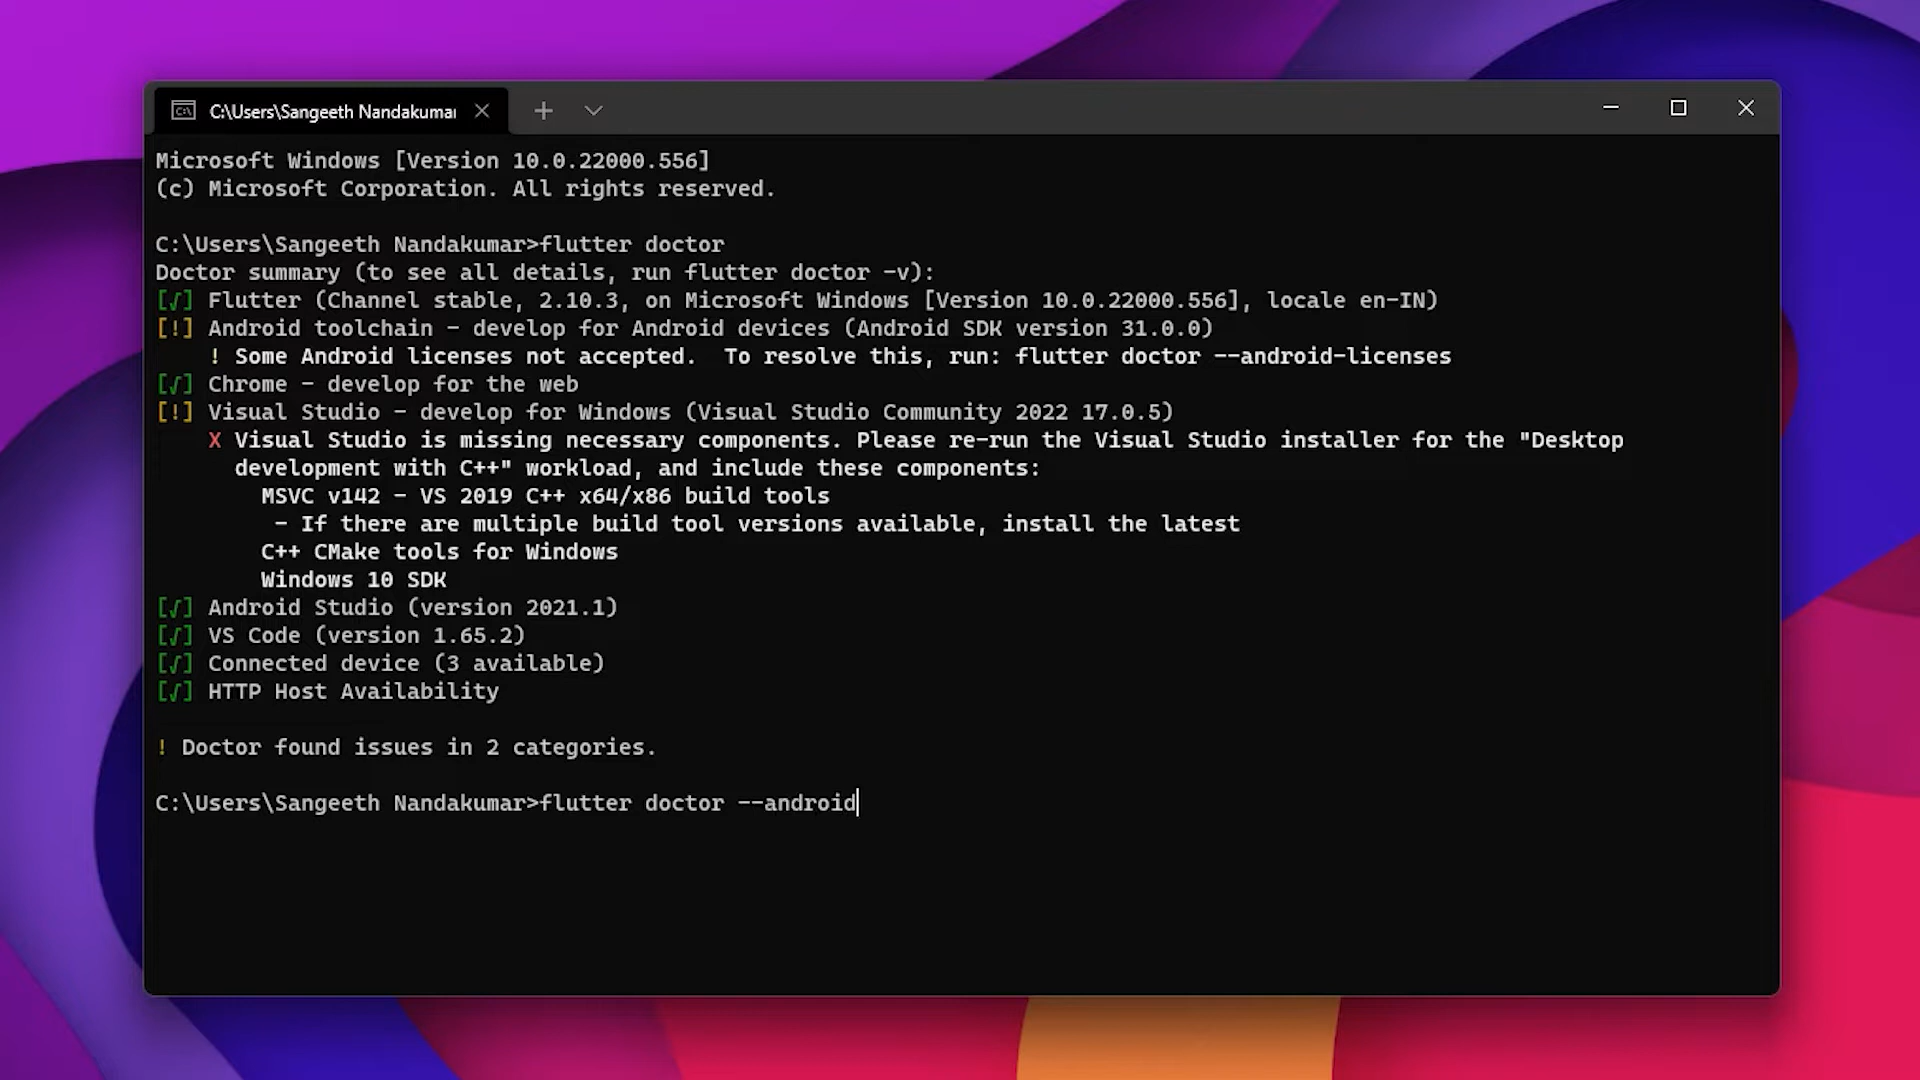 C:\Users\Sangeeth Nandakumar
Microsoft Windows [Version 10.0.22000.556]
(c) Microsoft Corporation. All rights reserved.
C:\Users\Sangeeth Nandakumar>flutter doctor
Doctor summary (to see all details, run flutter doctor -v):
[√] Flutter (Channel stable, 2.10.3, on Microsoft Windows [Version 10.0.22000.556], locale en-IN)
[!] Android toolchain - develop for Android devices (Android SDK version 31.0.0)
! Some Android licenses not accepted.  To resolve this, run: flutter doctor --android-licenses
[√] Chrome - develop for the web
[!] Visual Studio - develop for Windows (Visual Studio Community 2022 17.0.5)
X Visual Studio is missing necessary components. Please re-run the Visual Studio installer for the "Desktop
development with C++" workload, and include these components:
MSVC v142 - VS 2019 C++ x64/x86 build tools
- If there are multiple build tool versions available, install the latest
C++ CMake tools for Windows
Windows 10 SDK
[√] Android Studio (version 2021.1)
[√] VS Code (version 1.65.2)
[√] Connected device (3 available)
[√] HTTP Host Availability
! Doctor found issues in 2 categories.
C:\Users\Sangeeth Nandakumar>flutter doctor --android